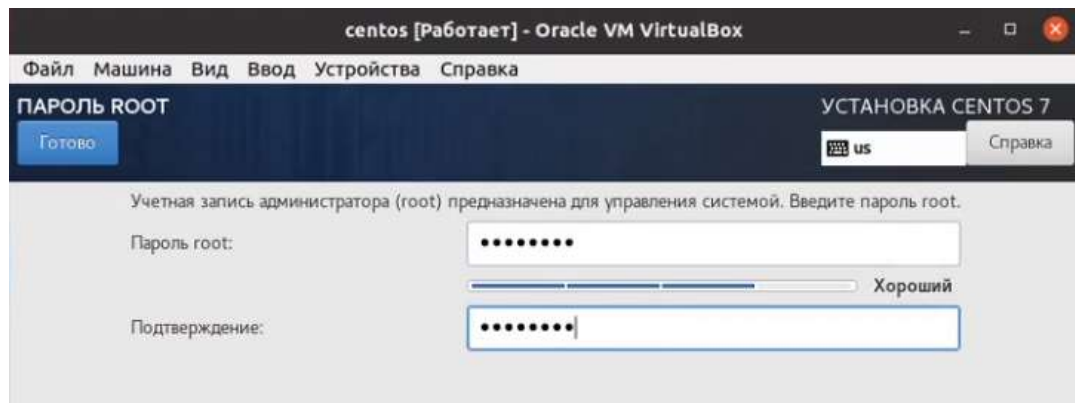 centos [Работает] - Oracle VM VirtualBox
Файл Машина Вид Ввод Устройства Справка
ПАРОЛЬ ROOT
УСТАНОВКА CENTOS 7
Готово
us
Справка
Учетная запись администратора (root) предназначена для управления системой. Введите пароль root.
Пароль root: ••••••••
Хороший
Подтверждение: ••••••••